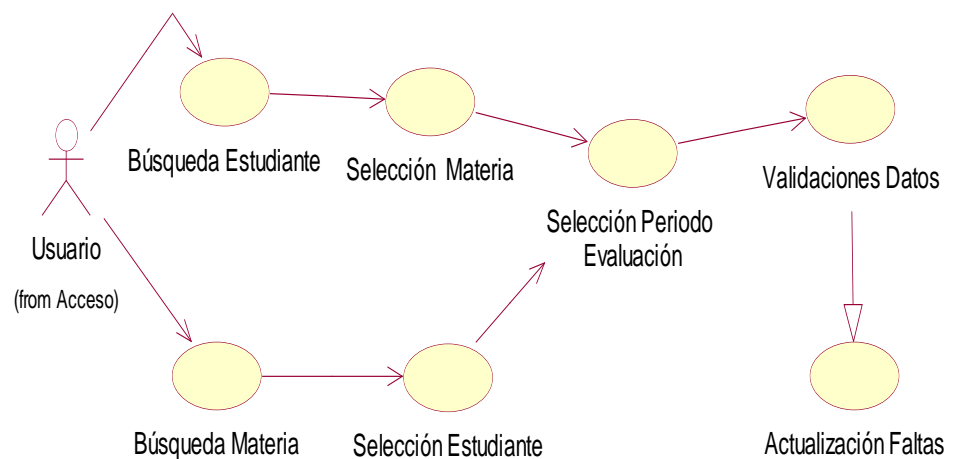 Búsqueda Estudiante
Selección Materia
Selección Periodo
Evaluación
Validaciones Datos
Usuario
(from Acceso)
Búsqueda Materia
Selección Estudiante
Actualización Faltas